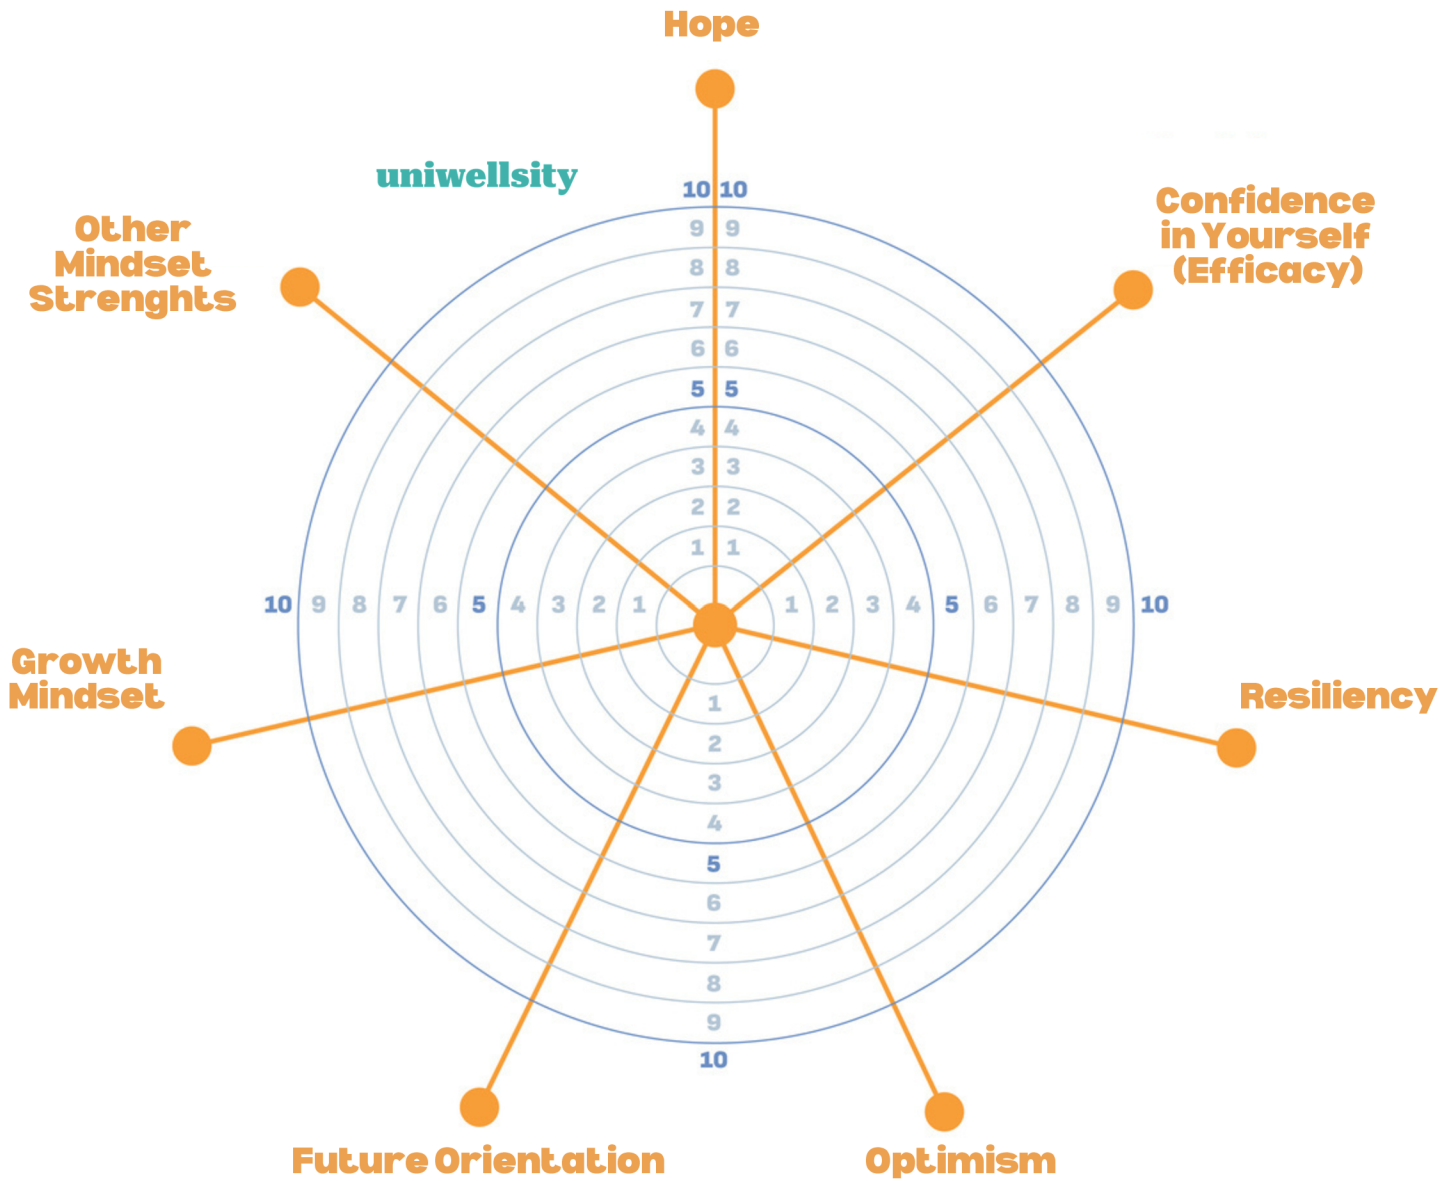 Hope
uniwellsity
10 10
Confidence
in Yourself
(Efficacy)
Other
Mindset
Strenghts
9 9
8 8
7 7
6 6
5 5
4 4
3 3
2 2
1 1
10 9 8 7 6 5 4 3 2 1 1 2 3 4 5 6 7 8 9 10
Growth
Mindset
Resiliency
1
2
3
4
5
6
7
8
9
10
Future Orientation
Optimism